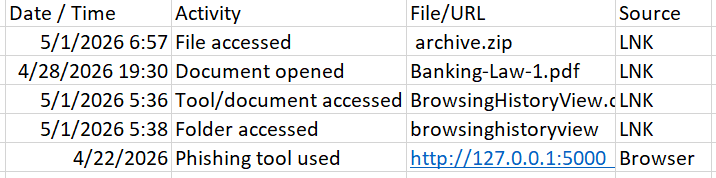 Date / Time Activity File/URL Source
5/1/2026 6:57 File accessed archive.zip LNK
4/28/2026 19:30 Document opened Banking-Law-1.pdf LNK
5/1/2026 5:36 Tool/document accessed BrowsingHistoryView.c LNK
5/1/2026 5:38 Folder accessed browsinghistoryview LNK
4/22/2026 Phishing tool used http://127.0.0.1:5000 Browser